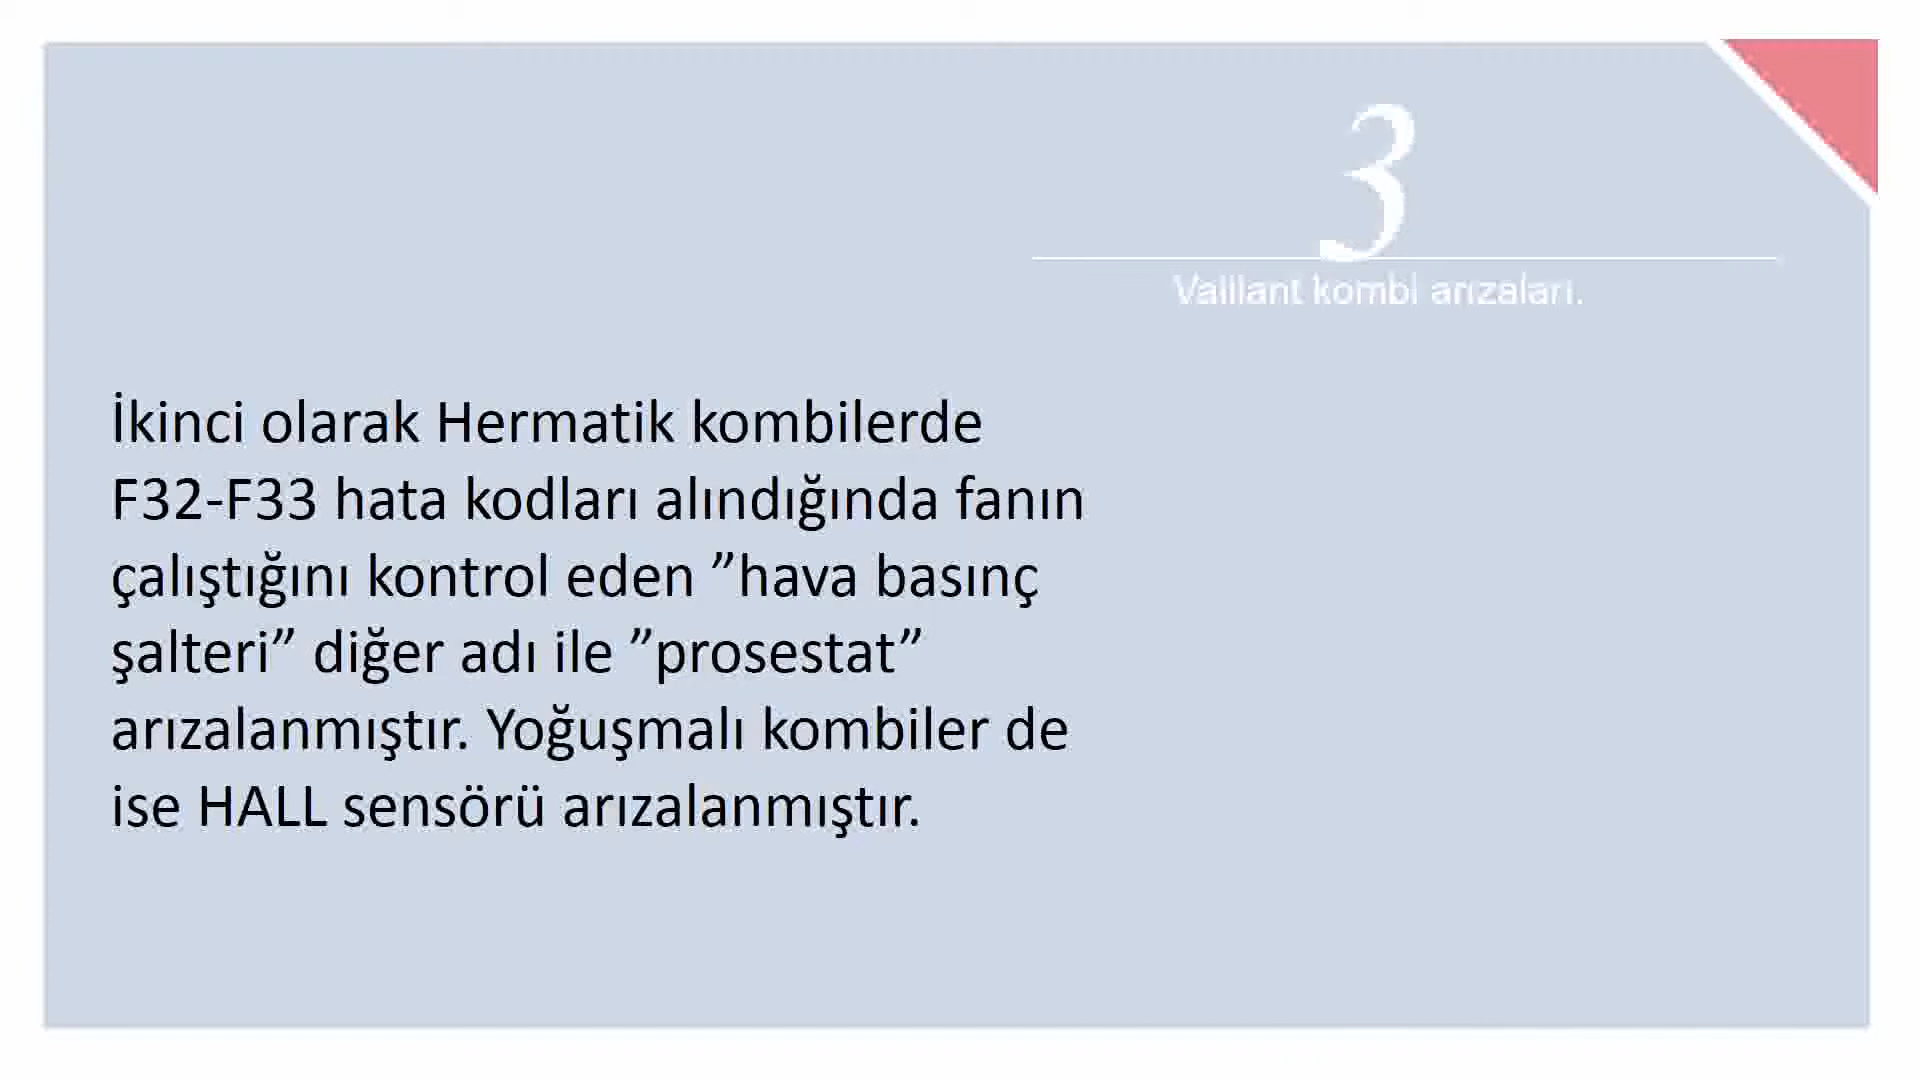 3
Vaillant kombi arızaları.
İkinci olarak Hermatik kombilerde
F32-F33 hata kodları alındığında fanın
çalıştığını kontrol eden ”hava basınç
şalteri” diğer adı ile ”prosestat”
arızalanmıştır. Yoğuşmalı kombiler de
ise HALL sensörü arızalanmıştır.